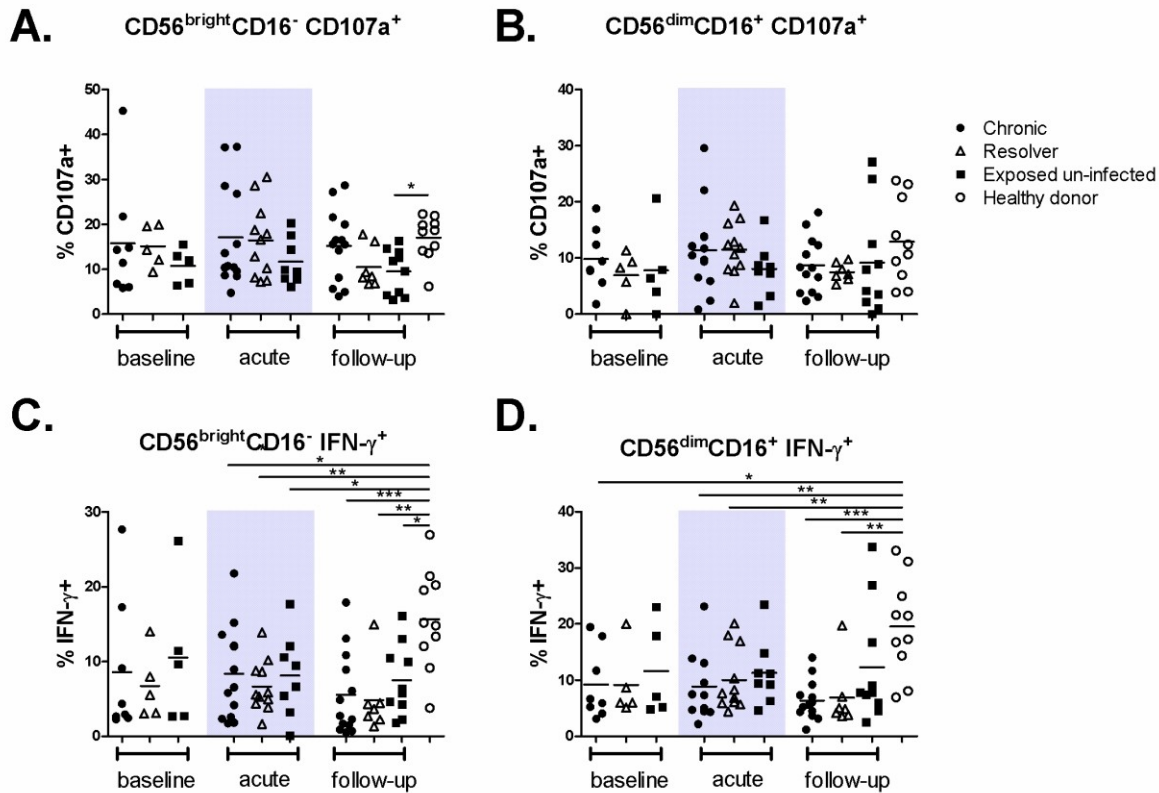 A.
CD56brightCD16- CD107a+
% CD107a+
50
40
30
20
10
0
*
baseline
acute
follow-up
B.
CD56dimCD16+ CD107a+
% CD107a+
40
30
20
10
0
baseline
acute
follow-up
Chronic
Resolver
Exposed un-infected
Healthy donor
C.
CD56brightCD16- IFN-γ+
*
**
*
***
**
*
% IFN-γ+
30
20
10
0
baseline
acute
follow-up
D.
CD56dimCD16+ IFN-γ+
*
**
**
***
**
% IFN-γ+
40
30
20
10
0
baseline
acute
follow-up